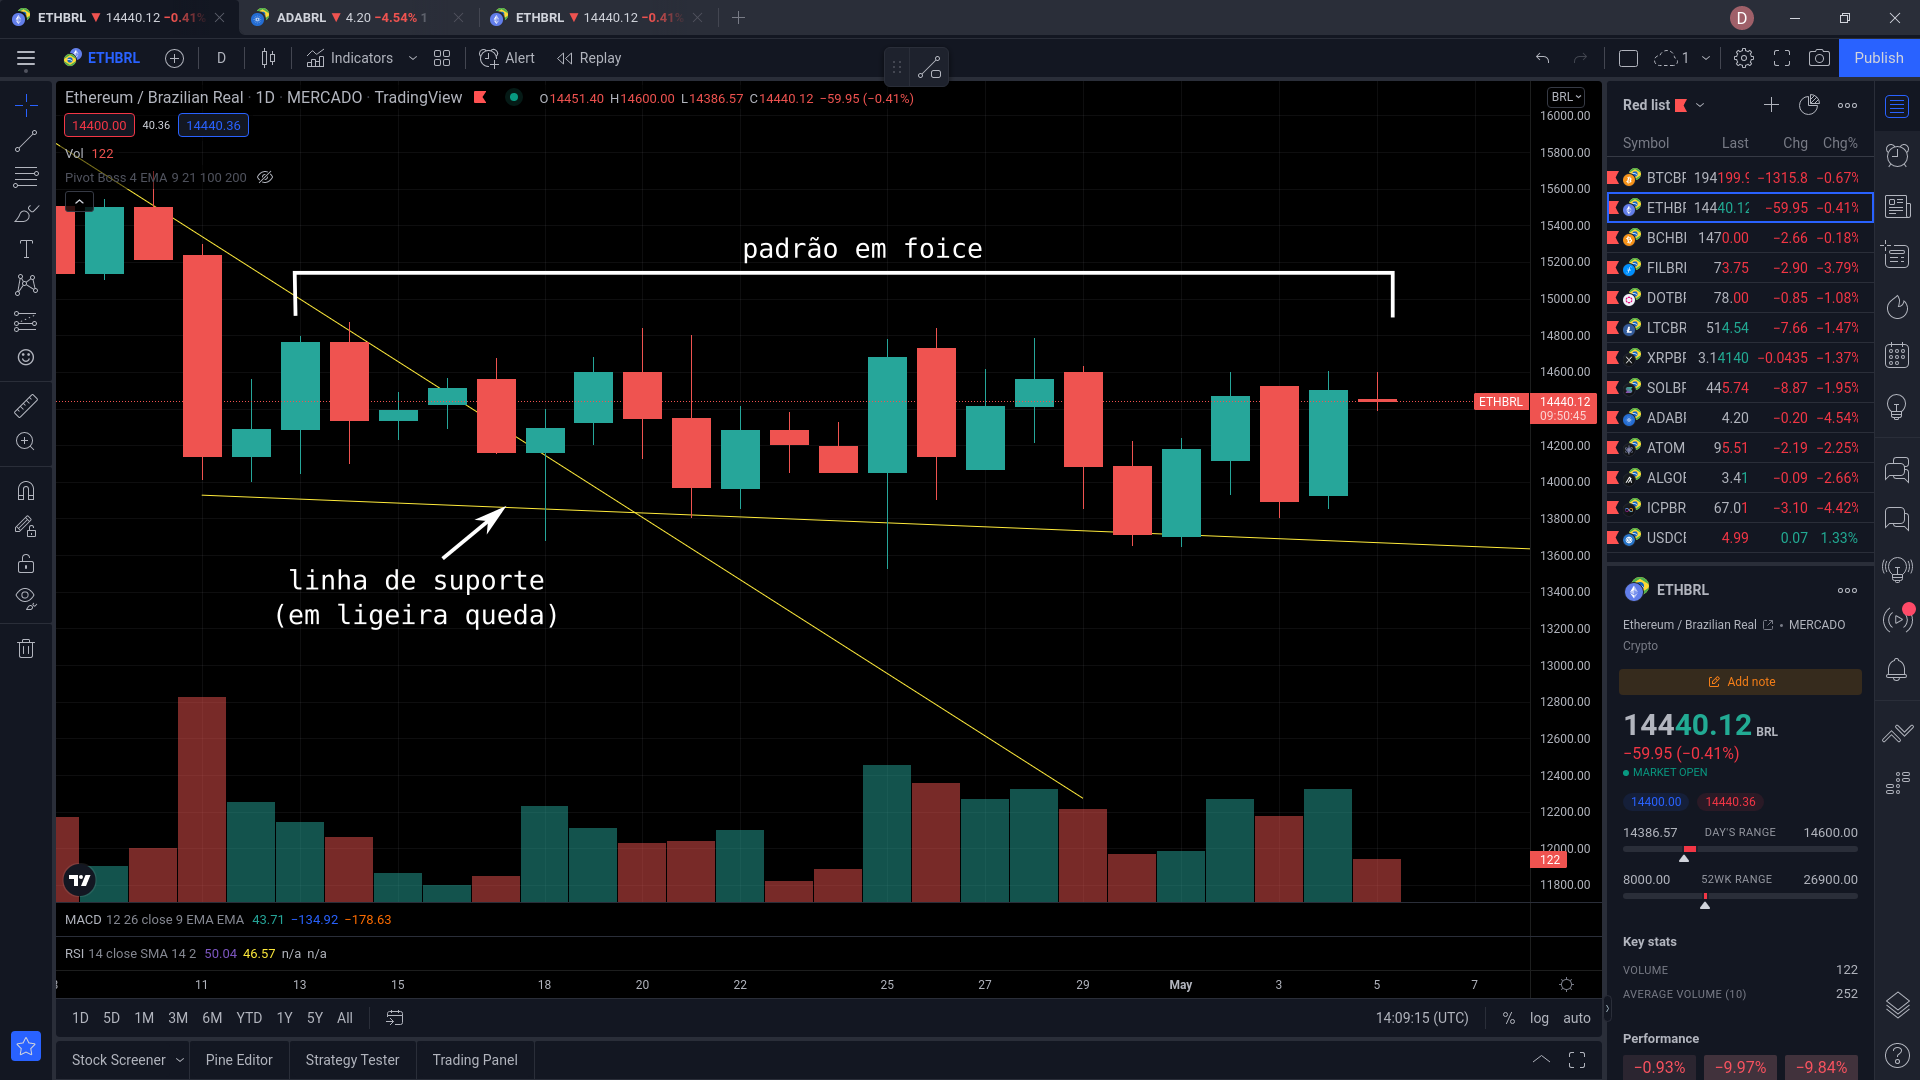 ETHBRL ▼ 14440.12 −0.41%
ADABRL ▼ 4.20 −4.54% 1
ETHBRL ▼ 14440.12 −0.41%
D
ETHBRL
D
Indicators
Alert
Replay
1
Publish
Ethereum / Brazilian Real · 1D · MERCADO · TradingView
O14451.40 H14600.00 L14386.57 C14440.12 −59.95 (−0.41%)
14400.00 40.36 14440.36
Vol 122
Pivot Boss 4 EMA 9 21 100 200
padrão em foice
linha de suporte
(em ligeira queda)
BRL
16000.00
15800.00
15600.00
15400.00
15200.00
15000.00
14800.00
14600.00
ETHBRL 14440.12
09:50:45
14200.00
14000.00
13800.00
13600.00
13400.00
13200.00
13000.00
12800.00
12600.00
12400.00
12200.00
12000.00
122
11800.00
MACD 12 26 close 9 EMA EMA 43.71 −134.92 −178.63
RSI 14 close SMA 14 2 50.04 46.57 n/a n/a
11 13 15 18 20 22 25 27 29 May 3 5 7
1D 5D 1M 3M 6M YTD 1Y 5Y All
14:09:15 (UTC) % log auto
Stock Screener Pine Editor Strategy Tester Trading Panel
Red list
Symbol Last Chg Chg%
BTCBF 194199.9 −1315.8 −0.67%
ETHBF 14440.12 −59.95 −0.41%
BCHBI 1470.00 −2.66 −0.18%
FILBRI 73.75 −2.90 −3.79%
DOTBF 78.00 −0.85 −1.08%
LTCBR 514.54 −7.66 −1.47%
XRPBF 3.14140 −0.0435 −1.37%
SOLBF 445.74 −8.87 −1.95%
ADABI 4.20 −0.20 −4.54%
ATOM 95.51 −2.19 −2.25%
ALGOE 3.41 −0.09 −2.66%
ICPBR 67.01 −3.10 −4.42%
USDCE 4.99 0.07 1.33%
ETHBRL
Ethereum / Brazilian Real • MERCADO
Crypto
Add note
14440.12 BRL
−59.95 (−0.41%)
MARKET OPEN
14400.00 14440.36
14386.57 DAY'S RANGE 14600.00
8000.00 52WK RANGE 26900.00
Key stats
VOLUME 122
AVERAGE VOLUME (10) 252
Performance
−0.93% −9.97% −9.84%